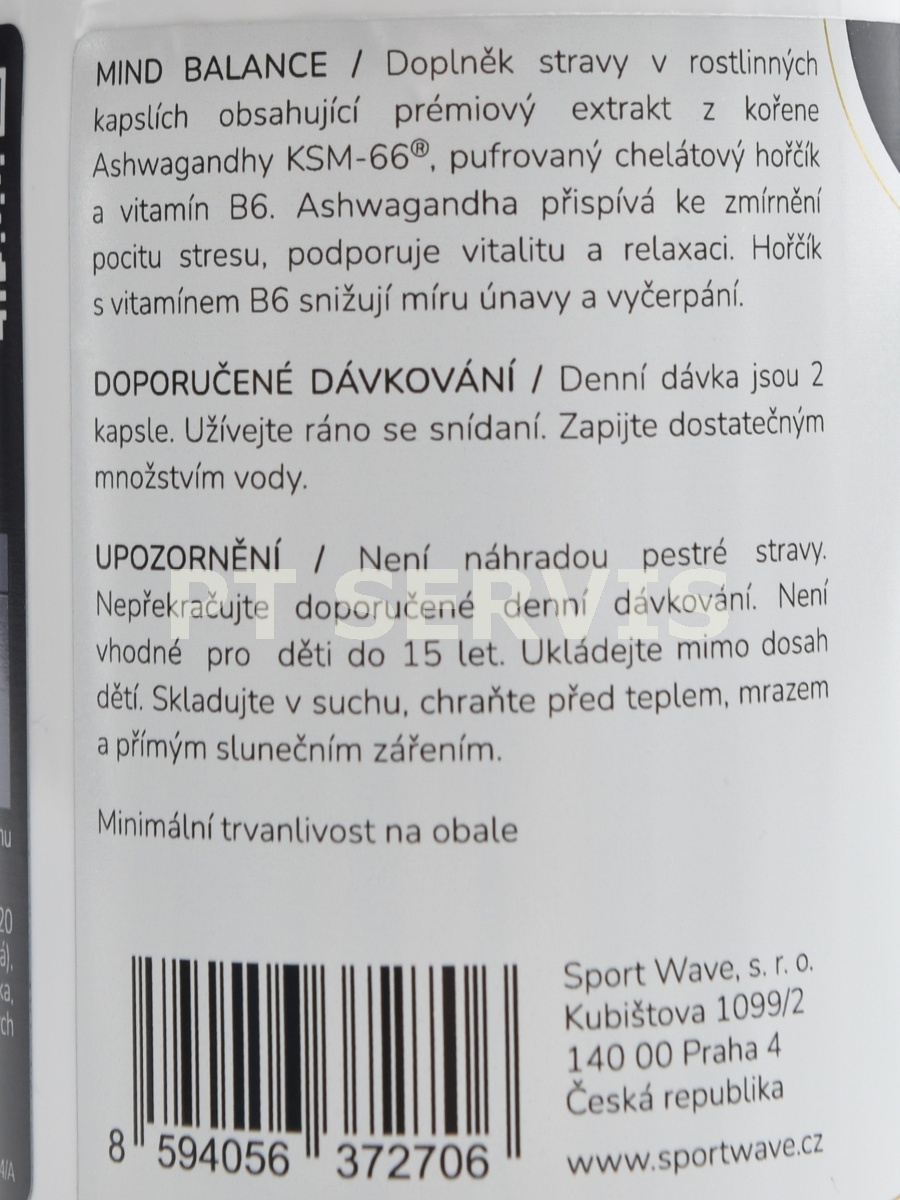 MIND BALANCE / Doplněk stravy v rostlinných
kapslích obsahující prémiový extrakt z kořene
Ashwagandhy KSM-66®, pufrovaný chelátový hořčík
a vitamín B6. Ashwagandha přispívá ke zmírnění
pocitu stresu, podporuje vitalitu a relaxaci. Hořčík
s vitamínem B6 snižují míru únavy a vyčerpání.
DOPORUČENÉ DÁVKOVÁNÍ / Denní dávka jsou 2
kapsle. Užívejte ráno se snídaní. Zapijte dostatečným
množstvím vody.
UPOZORNĚNÍ / Není náhradou pestré stravy.
Nepřekračujte doporučené denní dávkování. Není
vhodné pro děti do 15 let. Ukládejte mimo dosah
dětí. Skladujte v suchu, chraňte před teplem, mrazem
a přímým slunečním zářením.
PT SERVIS
Minimální trvanlivost na obale
8 594056 372706
Sport Wave, s. r. o.
Kubištova 1099/2
140 00 Praha 4
Česká republika
www.sportwave.cz